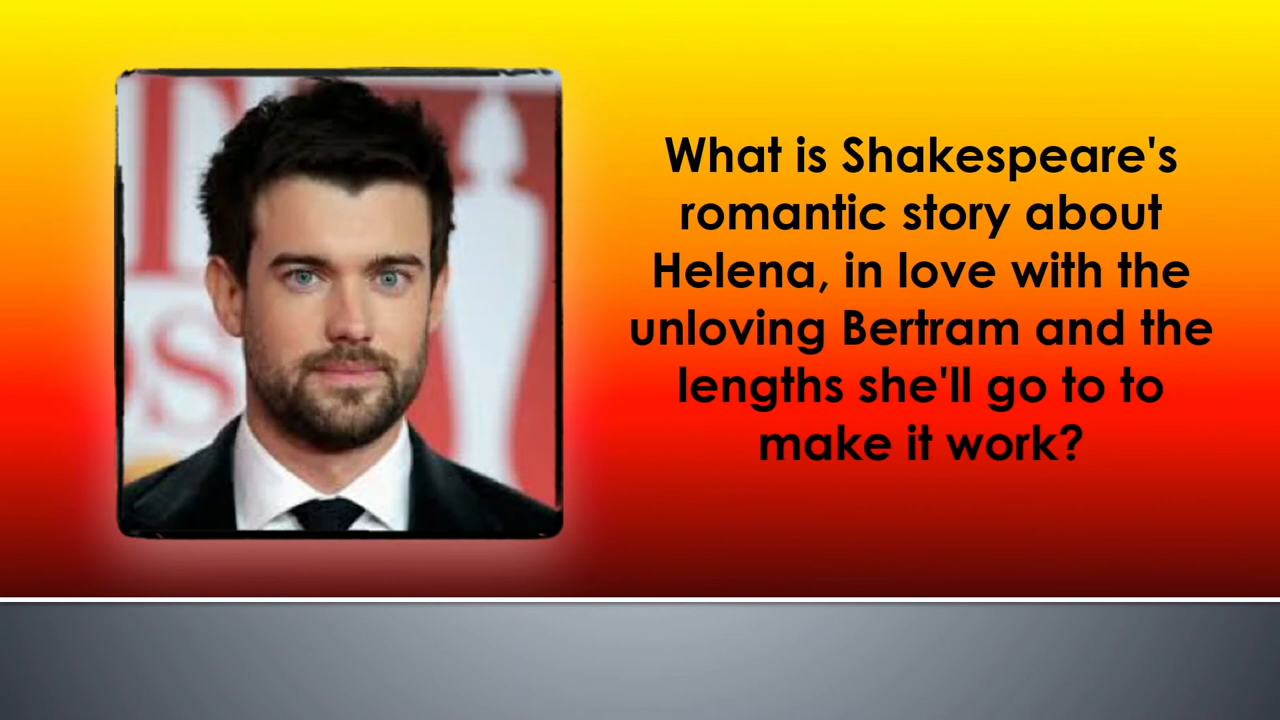 What is Shakespeare's
romantic story about
Helena, in love with the
unloving Bertram and the
lengths she'll go to to
make it work?